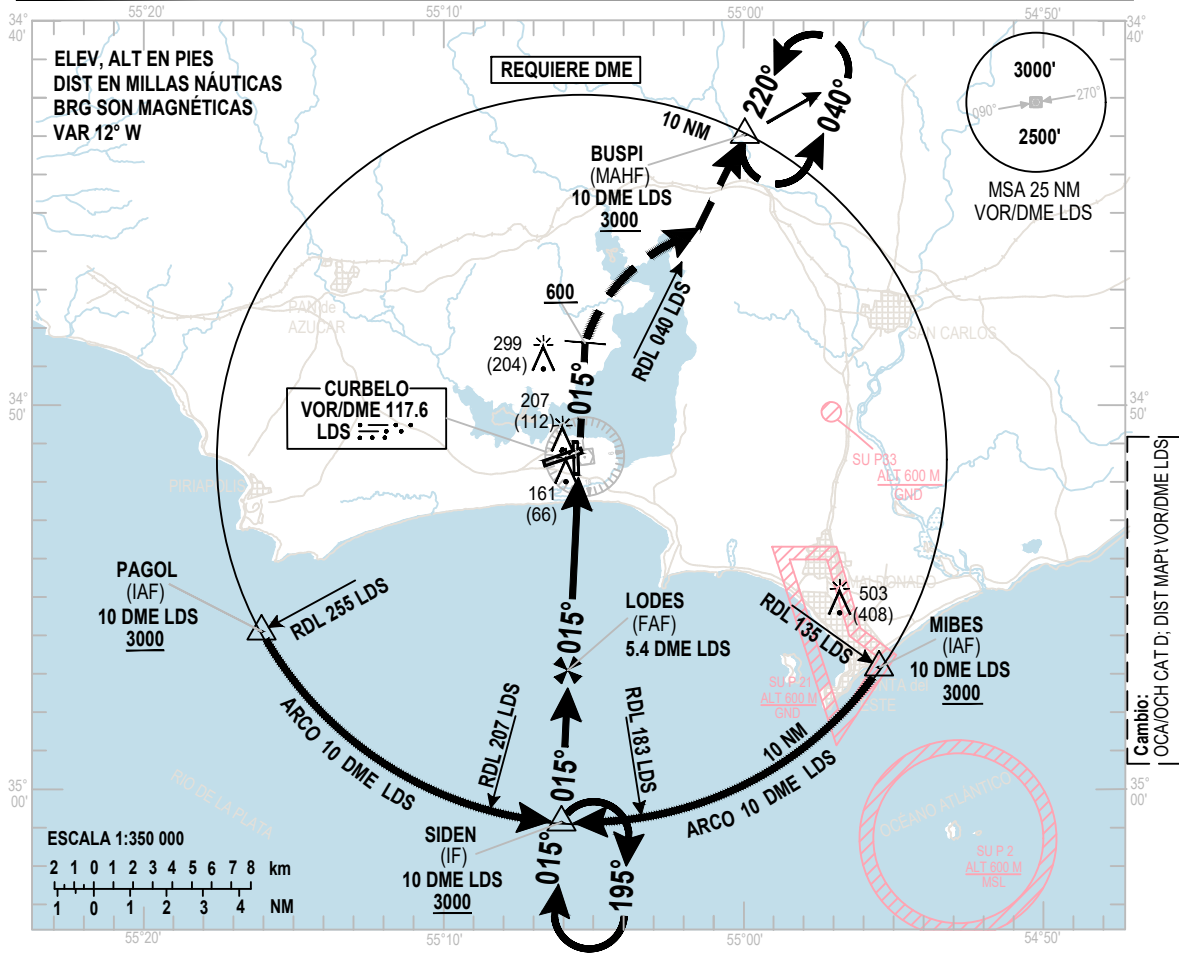 55°20'
55°10'
55°00'
54°50'
34°
40'
34°
40'
ELEV, ALT EN PIES
DIST EN MILLAS NÁUTICAS
BRG SON MAGNÉTICAS
VAR 12° W
REQUIERE DME
3000'
090°
270°
2500'
MSA 25 NM
VOR/DME LDS
220°
040°
10 NM
BUSPI
(MAHF)
10 DME LDS
3000
600
RDL 040 LDS
PAN de
AZUCAR
SAN CARLOS
299
(204)
015°
CURBELO
VOR/DME 117.6
LDS
207
(112)
161
(66)
34°
50'
34°
50'
SU P33
ALT 600 M
GND
PIRIAPOLIS
PAGOL
(IAF)
10 DME LDS
3000
RDL 255 LDS
015°
LODES
(FAF)
5.4 DME LDS
MALDONADO
503
(408)
RDL 135 LDS
MIBES
(IAF)
10 DME LDS
3000
SU P 21
ALT 600 M
GND
PUNTA del
ESTE
ARCO 10 DME LDS
RDL 207 LDS
015°
RDL 183 LDS
10 NM
ARCO 10 DME LDS
RIO DE LA PLATA
OCÉANO ATLÁNTICO
SU P 2
ALT 600 M
MSL
35°
00'
SIDEN
(IF)
10 DME LDS
3000
015°
195°
ESCALA 1:350 000
2 1 0 1 2 3 4 5 6 7 8 km
1 0 1 2 3 4 NM
35°
00'
55°20'
55°10'
55°00'
54°50'
Cambio:
OCA/OCH CAT D; DIST MAPt VOR/DME LDS